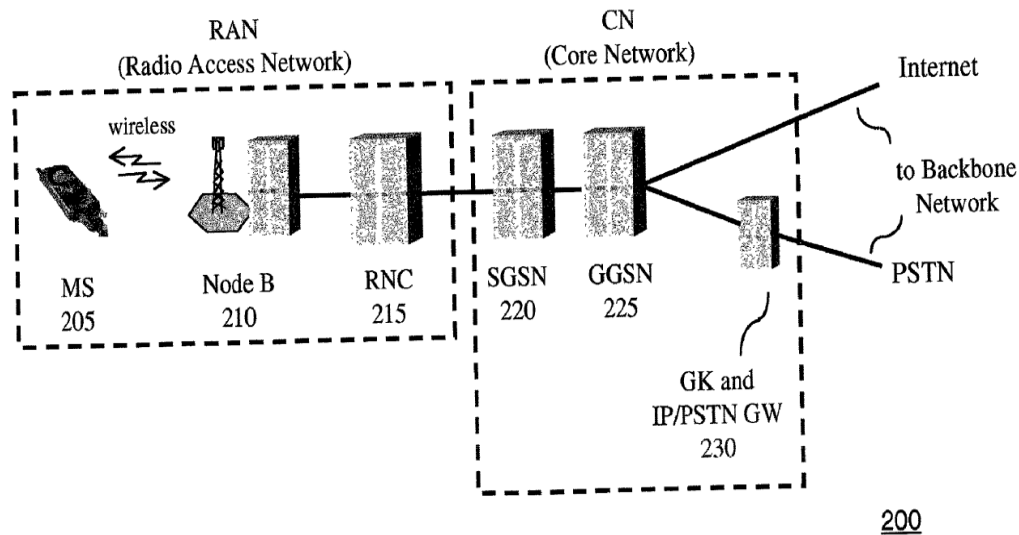 RAN
(Radio Access Network)
CN
(Core Network)
Internet
wireless
to Backbone
Network
PSTN
MS
205
Node B
210
RNC
215
SGSN
220
GGSN
225
GK and
IP/PSTN GW
230
200